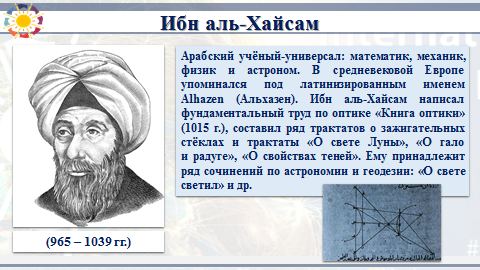 Ибн аль-Хайсам
Арабский учёный-универсал: математик, механик,
физик и астроном. В средневековой Европе
упоминался под латинизированным именем
Alhazen (Альхазен). Ибн аль-Хайсам написал
фундаментальный труд по оптике «Книга оптики»
(1015 г.), составил ряд трактатов о зажигательных
стёклах и трактаты «О свете Луны», «О гало
и радуге», «О свойствах теней». Ему принадлежит
ряд сочинений по астрономии и геодезии: «О свете
светил» и др.
(965 – 1039 гг.)